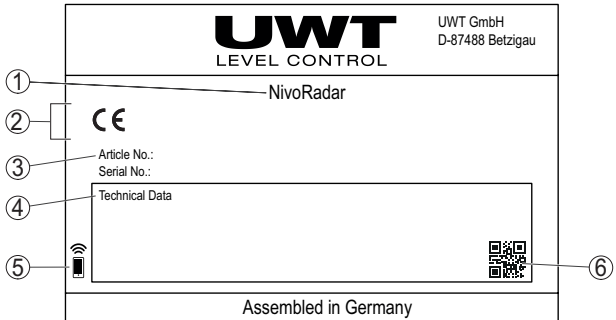 UWT
LEVEL CONTROL
UWT GmbH
D-87488 Betzigau
1
NivoRadar
2
CE
3
Article No.:
Serial No.:
4
Technical Data
5
6
Assembled in Germany